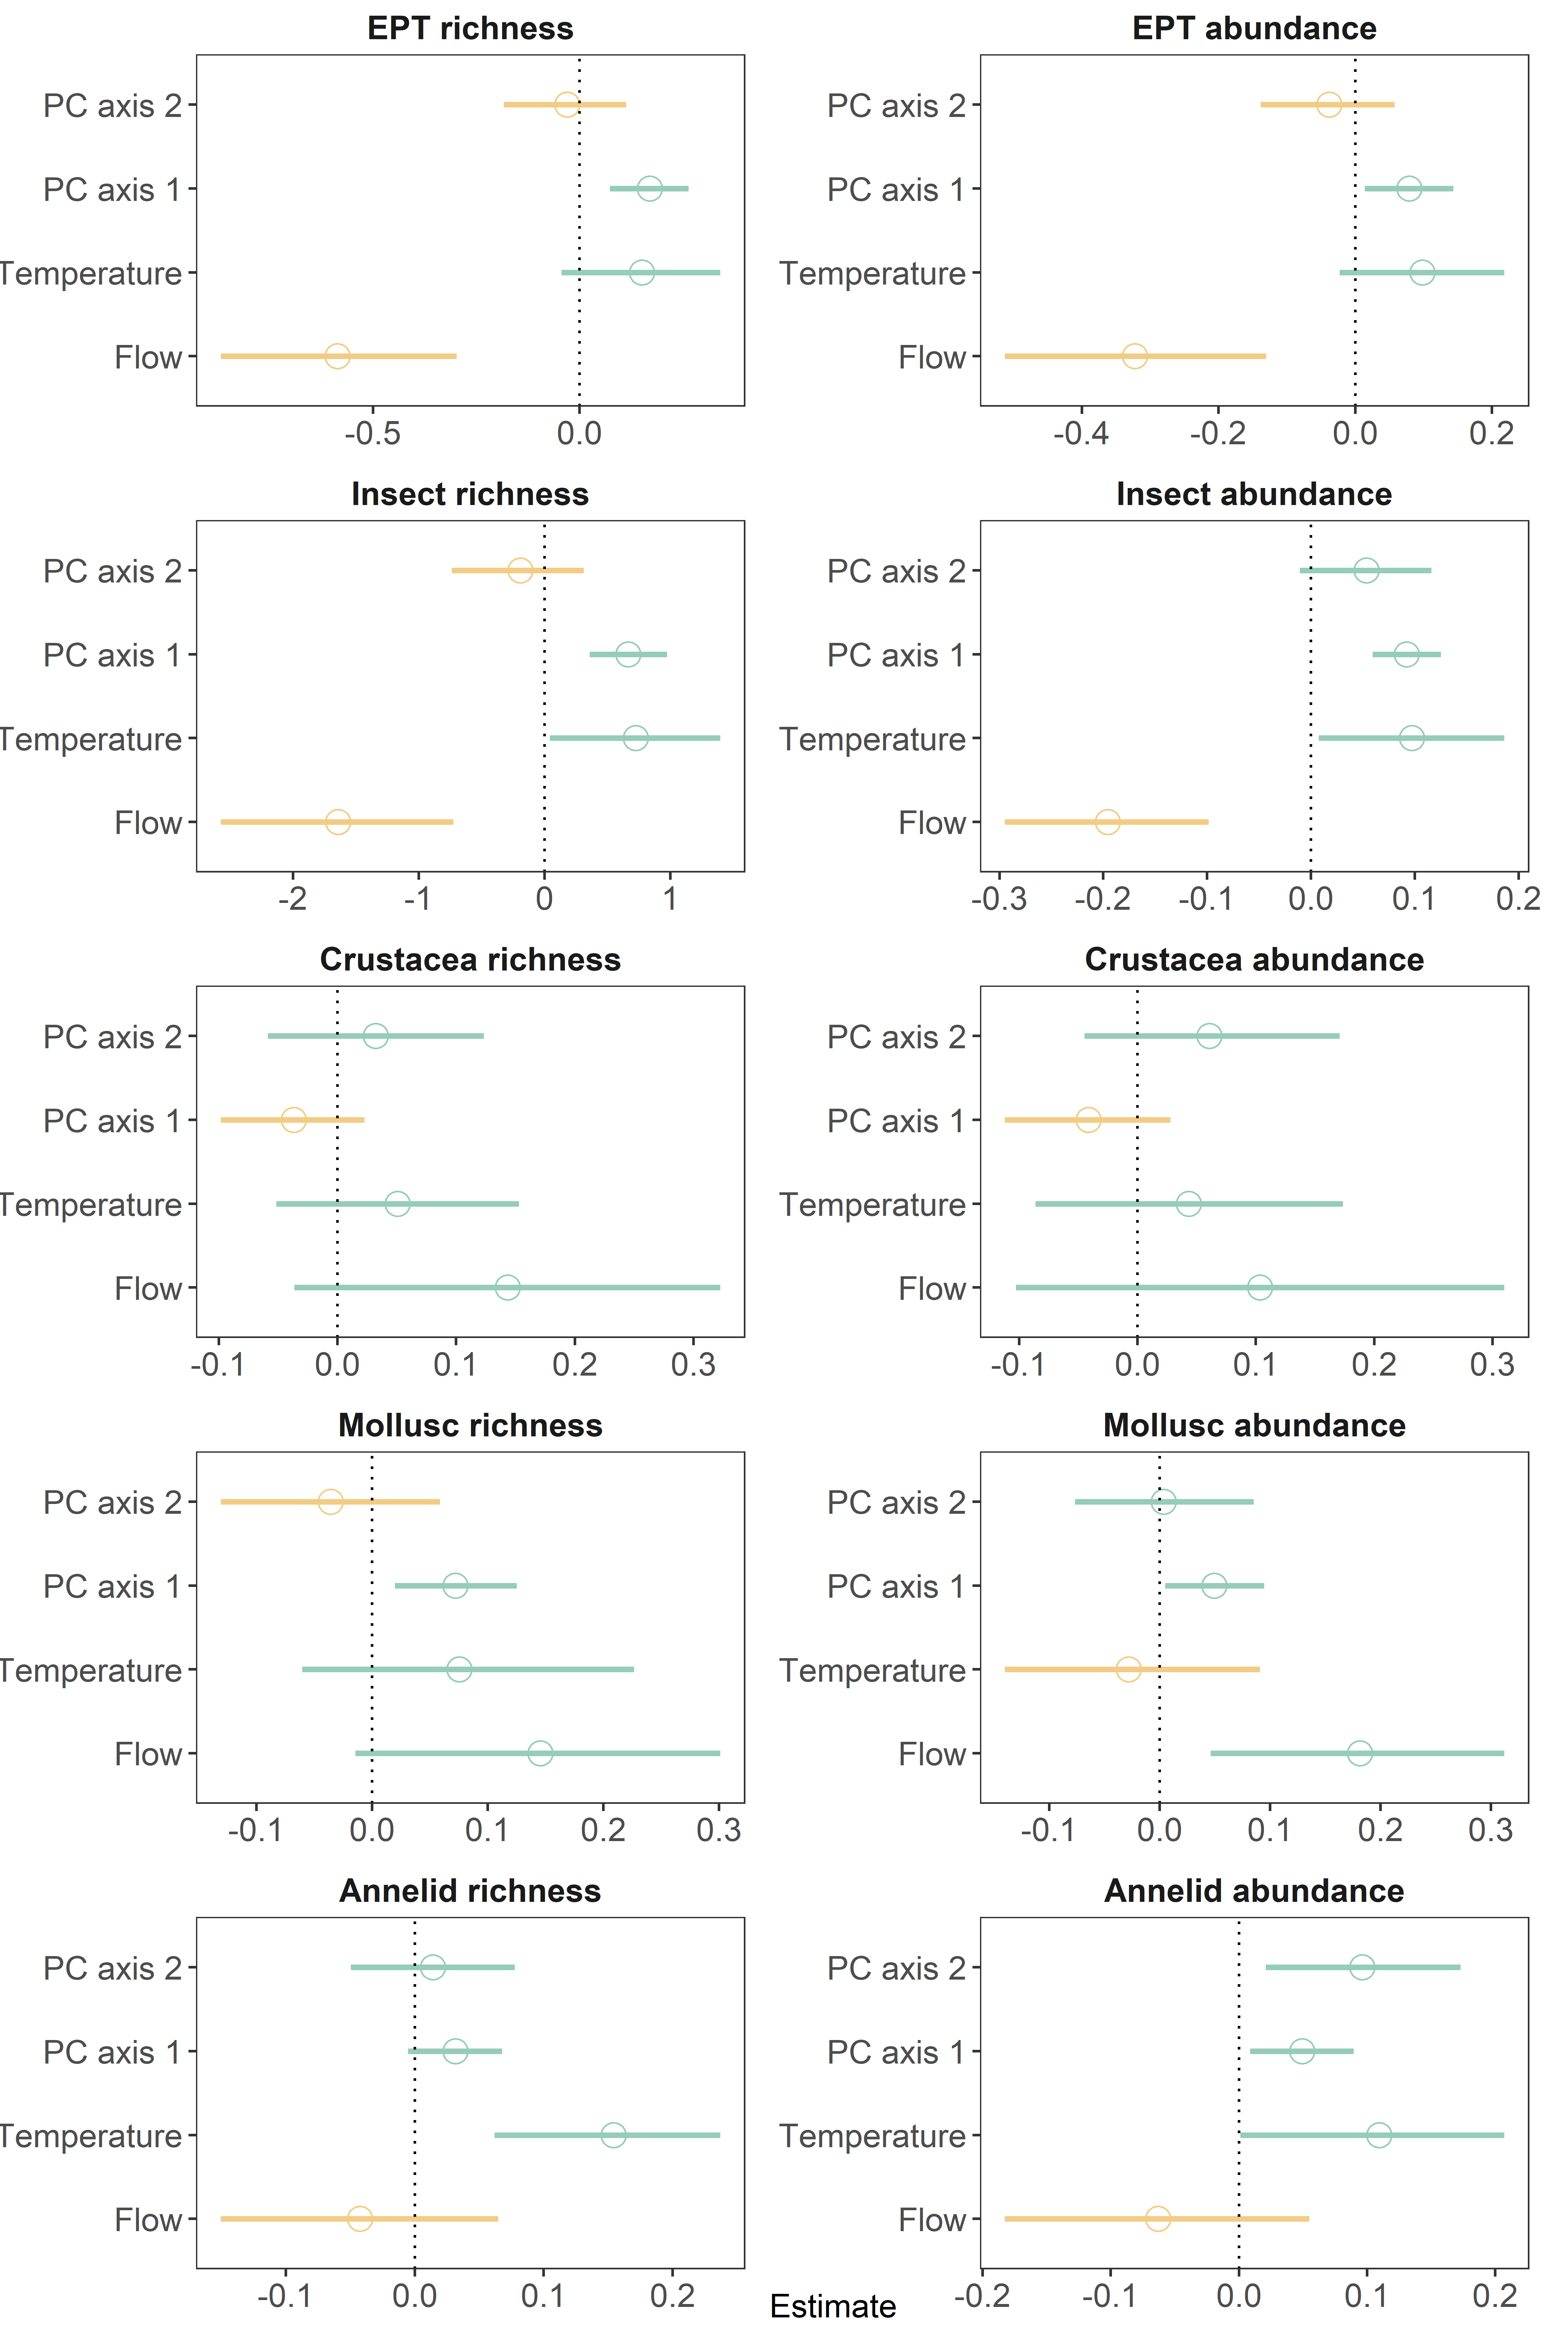 EPT richness
PC axis 2
PC axis 1
Temperature
Flow
-0.5 0.0
EPT abundance
PC axis 2
PC axis 1
Temperature
Flow
-0.4 -0.2 0.0 0.2
Insect richness
PC axis 2
PC axis 1
Temperature
Flow
-2 -1 0 1
Insect abundance
PC axis 2
PC axis 1
Temperature
Flow
-0.3 -0.2 -0.1 0.0 0.1 0.2
Crustacea richness
PC axis 2
PC axis 1
Temperature
Flow
-0.1 0.0 0.1 0.2 0.3
Crustacea abundance
PC axis 2
PC axis 1
Temperature
Flow
-0.1 0.0 0.1 0.2 0.3
Mollusc richness
PC axis 2
PC axis 1
Temperature
Flow
-0.1 0.0 0.1 0.2 0.3
Mollusc abundance
PC axis 2
PC axis 1
Temperature
Flow
-0.1 0.0 0.1 0.2 0.3
Annelid richness
PC axis 2
PC axis 1
Temperature
Flow
-0.1 0.0 0.1 0.2
Annelid abundance
PC axis 2
PC axis 1
Temperature
Flow
-0.2 -0.1 0.0 0.1 0.2
Estimate